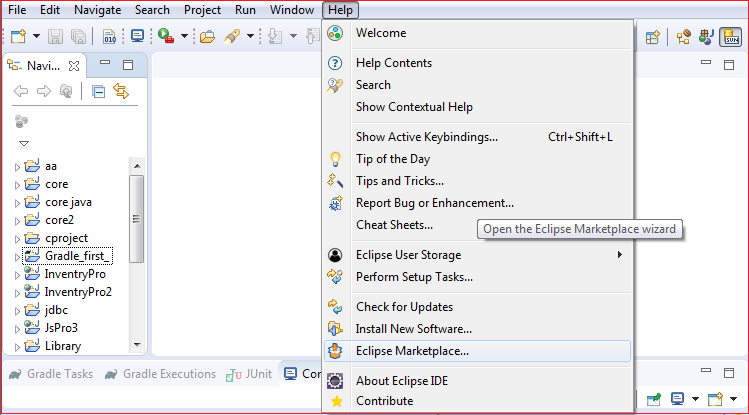 File Edit Navigate Search Project Run Window Help
Navi...
aa
core
core java
core2
cproject
Gradle_first_
InventryPro
InventryPro2
jdbc
JsPro3
Library
Welcome
Help Contents
Search
Show Contextual Help
Show Active Keybindings... Ctrl+Shift+L
Tip of the Day
Tips and Tricks...
Report Bug or Enhancement...
Cheat Sheets...
Open the Eclipse Marketplace wizard
Eclipse User Storage
Perform Setup Tasks...
Check for Updates
Install New Software...
Eclipse Marketplace...
About Eclipse IDE
Contribute
SVN
Gradle Tasks Gradle Executions JUnit Con